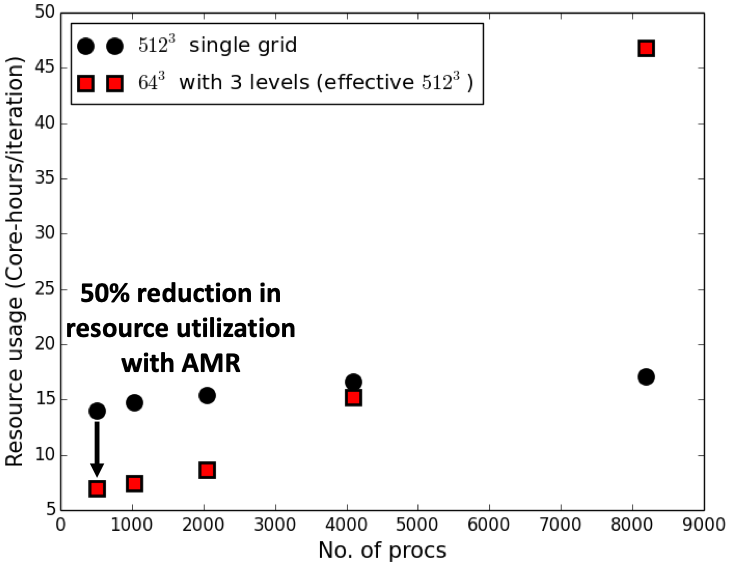 512³ single grid
64³ with 3 levels (effective 512³)
50% reduction in
resource utilization
with AMR
Resource usage (Core-hours/iteration)
50
45
40
35
30
25
20
15
10
5
0 1000 2000 3000 4000 5000 6000 7000 8000 9000
No. of procs